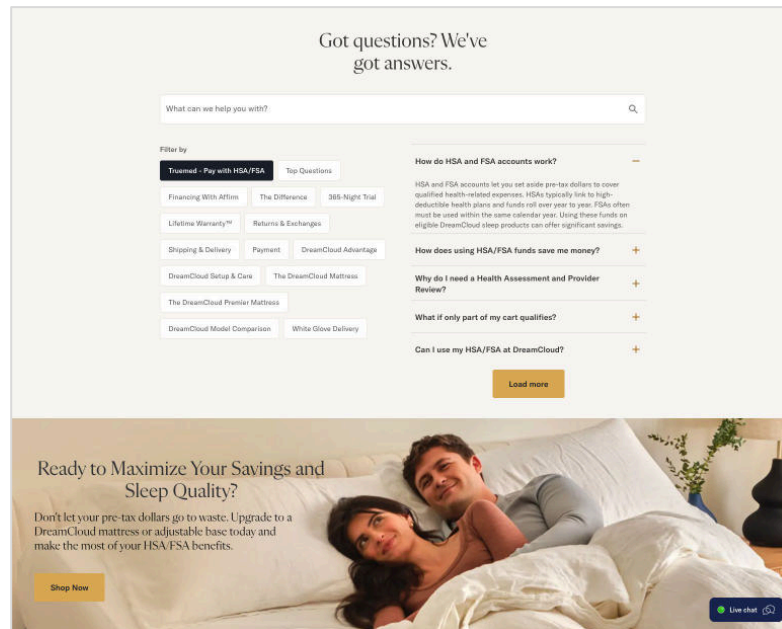 Got questions? We've
got answers.
What can we help you with?
Filter by
Truemed - Pay with HSA/FSA
Top Questions
Financing With Affirm
The Difference
365-Night Trial
Lifetime Warranty™
Returns & Exchanges
Shipping & Delivery
Payment
DreamCloud Advantage
DreamCloud Setup & Care
The DreamCloud Mattress
The DreamCloud Premier Mattress
DreamCloud Model Comparison
White Glove Delivery
How do HSA and FSA accounts work?
HSA and FSA accounts let you set aside pre-tax dollars to cover
qualified health-related expenses. HSAs typically link to high-
deductible health plans and funds roll over year to year. FSAs often
must be used within the same calendar year. Using these funds on
eligible DreamCloud sleep products can offer significant savings.
How does using HSA/FSA funds save me money?
Why do I need a Health Assessment and Provider
Review?
What if only part of my cart qualifies?
Can I use my HSA/FSA at DreamCloud?
Load more
Ready to Maximize Your Savings and
Sleep Quality?
Don't let your pre-tax dollars go to waste. Upgrade to a
DreamCloud mattress or adjustable base today and
make the most of your HSA/FSA benefits.
Shop Now
Live chat